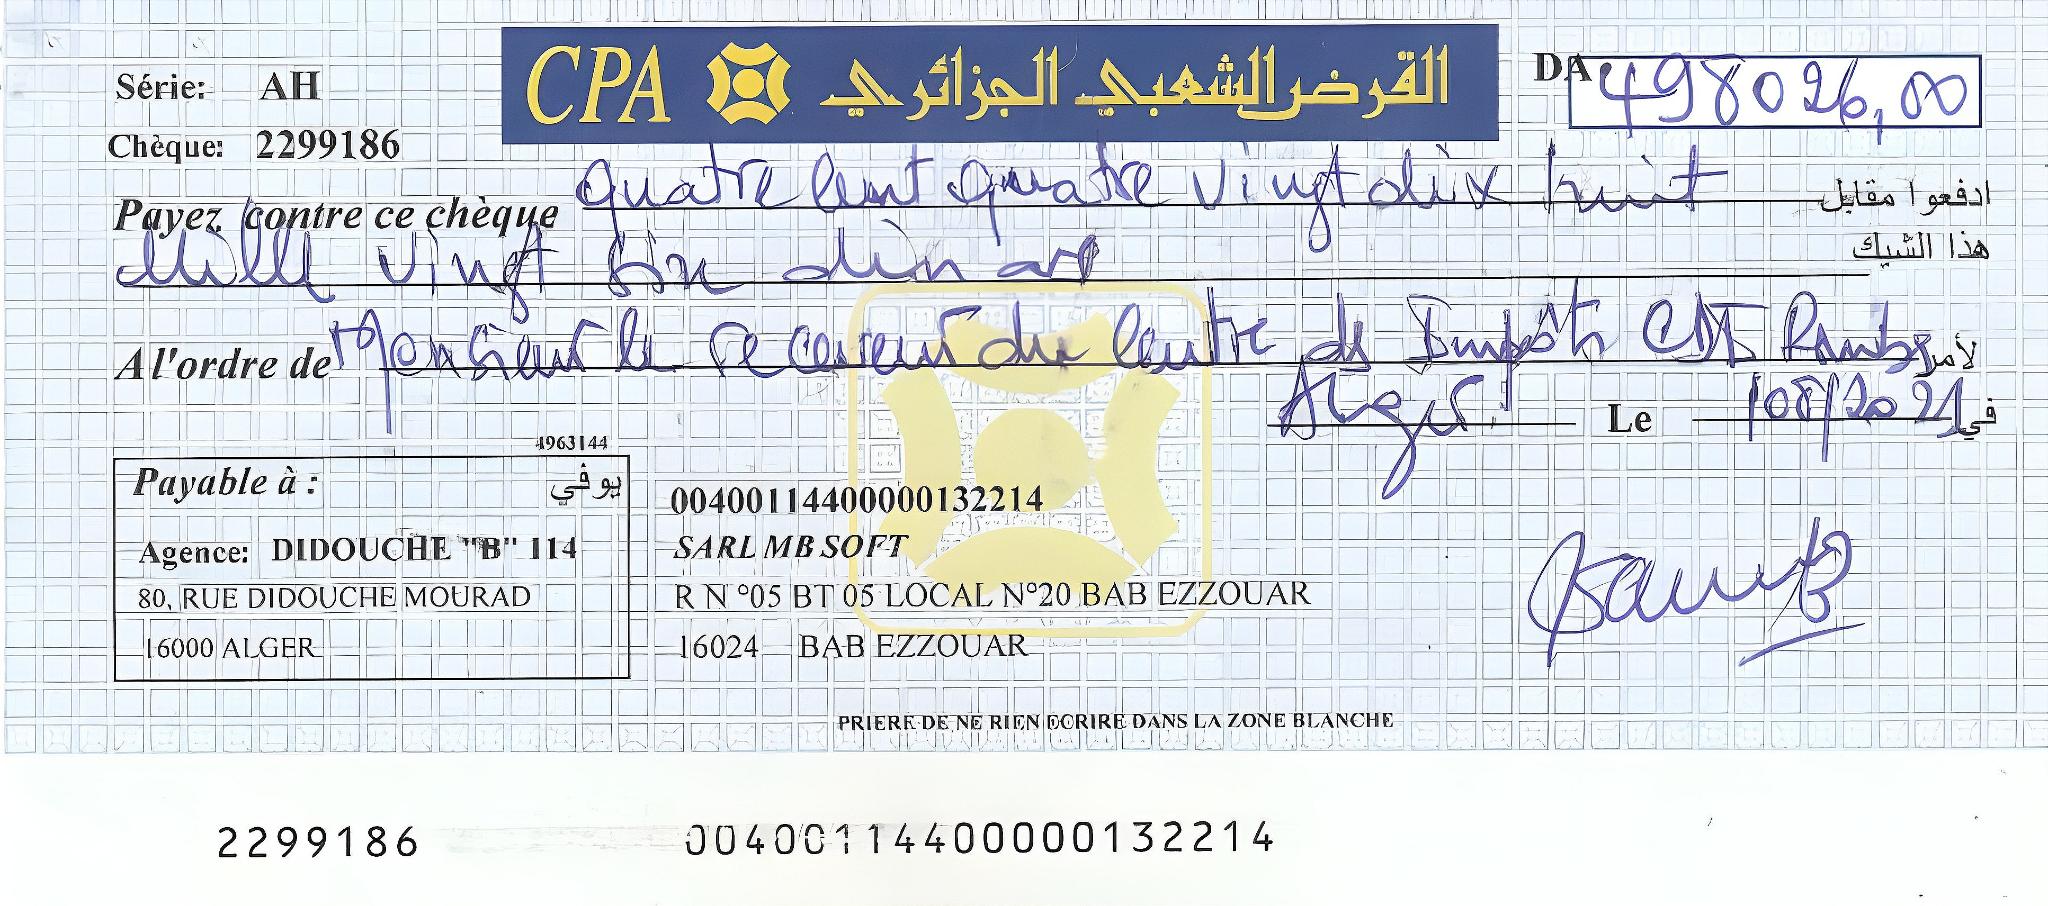 CPA القرض الشعبي الجزائري
Série: AH
DA 498026,00
Chèque: 2299186
Payez contre ce chèque quatre cent quatre vingt dix huit ادفعوا مقابل
هذا الشيك
mille vingt six dinars
A l'ordre de Monsieur le receveur du centre de Impôts CDI لأمر
Alger. Le /08/2021 في
4963144
Payable à : يوفي
00400114400000132214
Agence: DIDOUCHE "B" 114
SARL MB SOFT
80, RUE DIDOUCHE MOURAD
R N °05 BT 05 LOCAL N°20 BAB EZZOUAR
16000 ALGER
16024 BAB EZZOUAR
PRIERE DE NE RIEN ECRIRE DANS LA ZONE BLANCHE
2299186 00400114400000132214